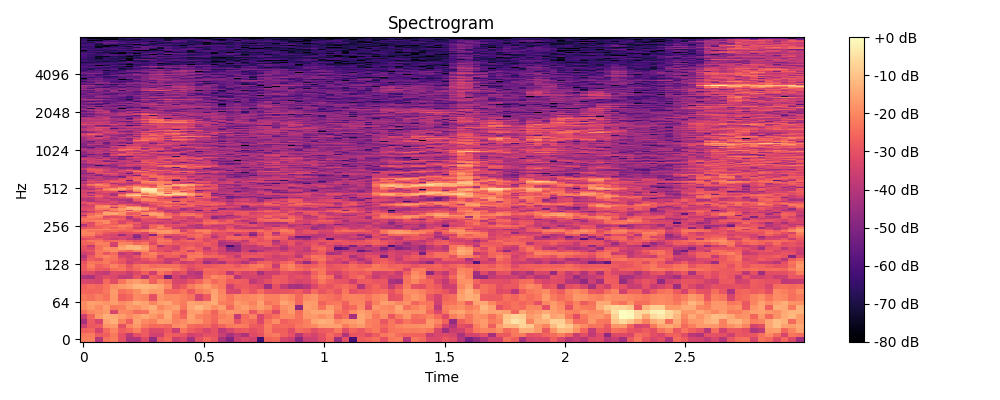 Spectrogram
Hz
4096
2048
1024
512
256
128
64
0
0
0.5
1
1.5
2
2.5
Time
+0 dB
-10 dB
-20 dB
-30 dB
-40 dB
-50 dB
-60 dB
-70 dB
-80 dB